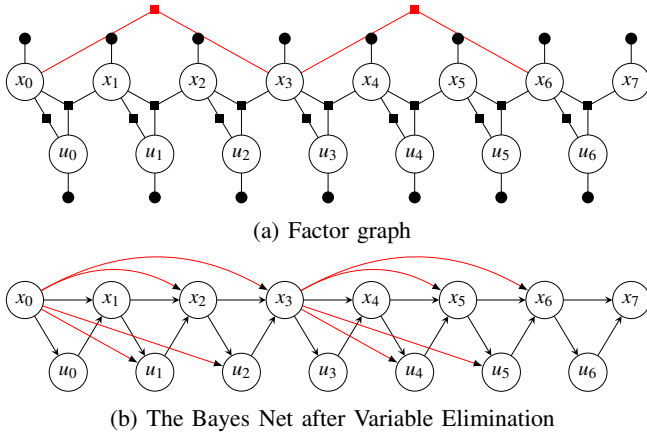 x₀ x₁ x₂ x₃ x₄ x₅ x₆ x₇
u₀ u₁ u₂ u₃ u₄ u₅ u₆
(a) Factor graph
x₀ x₁ x₂ x₃ x₄ x₅ x₆ x₇
u₀ u₁ u₂ u₃ u₄ u₅ u₆
(b) The Bayes Net after Variable Elimination